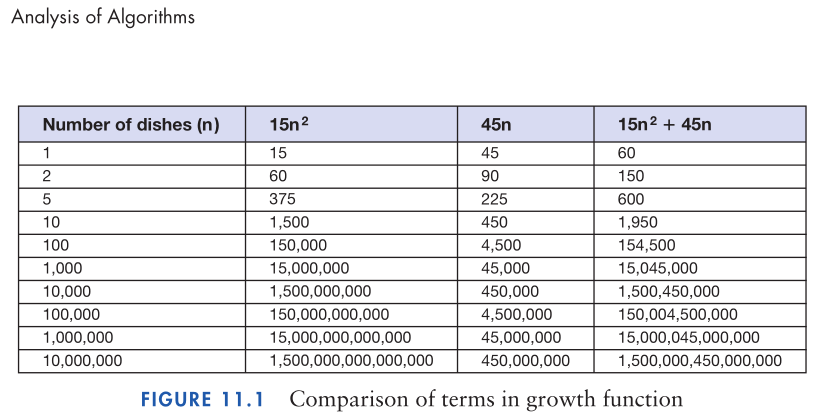 Analysis of Algorithms
Number of dishes (n) 15n² 45n 15n² + 45n
1 15 45 60
2 60 90 150
5 375 225 600
10 1,500 450 1,950
100 150,000 4,500 154,500
1,000 15,000,000 45,000 15,045,000
10,000 1,500,000,000 450,000 1,500,450,000
100,000 150,000,000,000 4,500,000 150,004,500,000
1,000,000 15,000,000,000,000 45,000,000 15,000,045,000,000
10,000,000 1,500,000,000,000,000 450,000,000 1,500,000,450,000,000
FIGURE 11.1 Comparison of terms in growth function